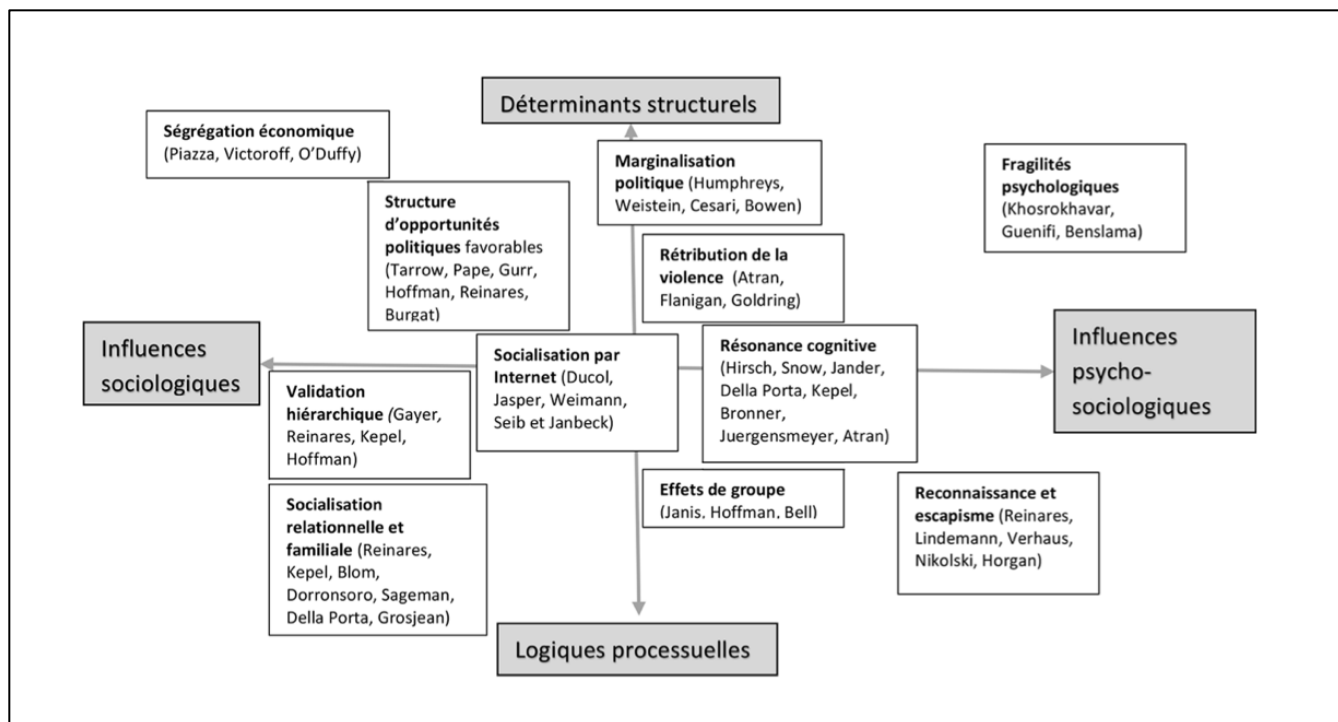 Déterminants structurels
Ségrégation économique
(Piazza, Victoroff, O’Duffy)
Marginalisation
politique (Humphreys,
Weistein, Cesari, Bowen)
Fragilités
psychologiques
(Khosrokhavar,
Guenifi, Benslama)
Structure
d’opportunités
politiques favorables
(Tarrow, Pape, Gurr,
Hoffman, Reinares,
Burgat)
Rétribution de la
violence (Atran,
Flanigan, Goldring)
Influences
sociologiques
Socialisation par
Internet (Ducol,
Jasper, Weimann,
Seib et Janbeck)
Résonance cognitive
(Hirsch, Snow, Jander,
Della Porta, Kepel,
Bronner,
Juergensmeyer, Atran)
Influences
psycho-
sociologiques
Validation
hiérarchique (Gayer,
Reinares, Kepel,
Hoffman)
Effets de groupe
(Janis, Hoffman, Bell)
Reconnaissance et
escapisme (Reinares,
Lindemann, Verhaus,
Nikolski, Horgan)
Socialisation
relationnelle et
familiale (Reinares,
Kepel, Blom,
Dorronsoro, Sageman,
Della Porta, Grosjean)
Logiques processuelles